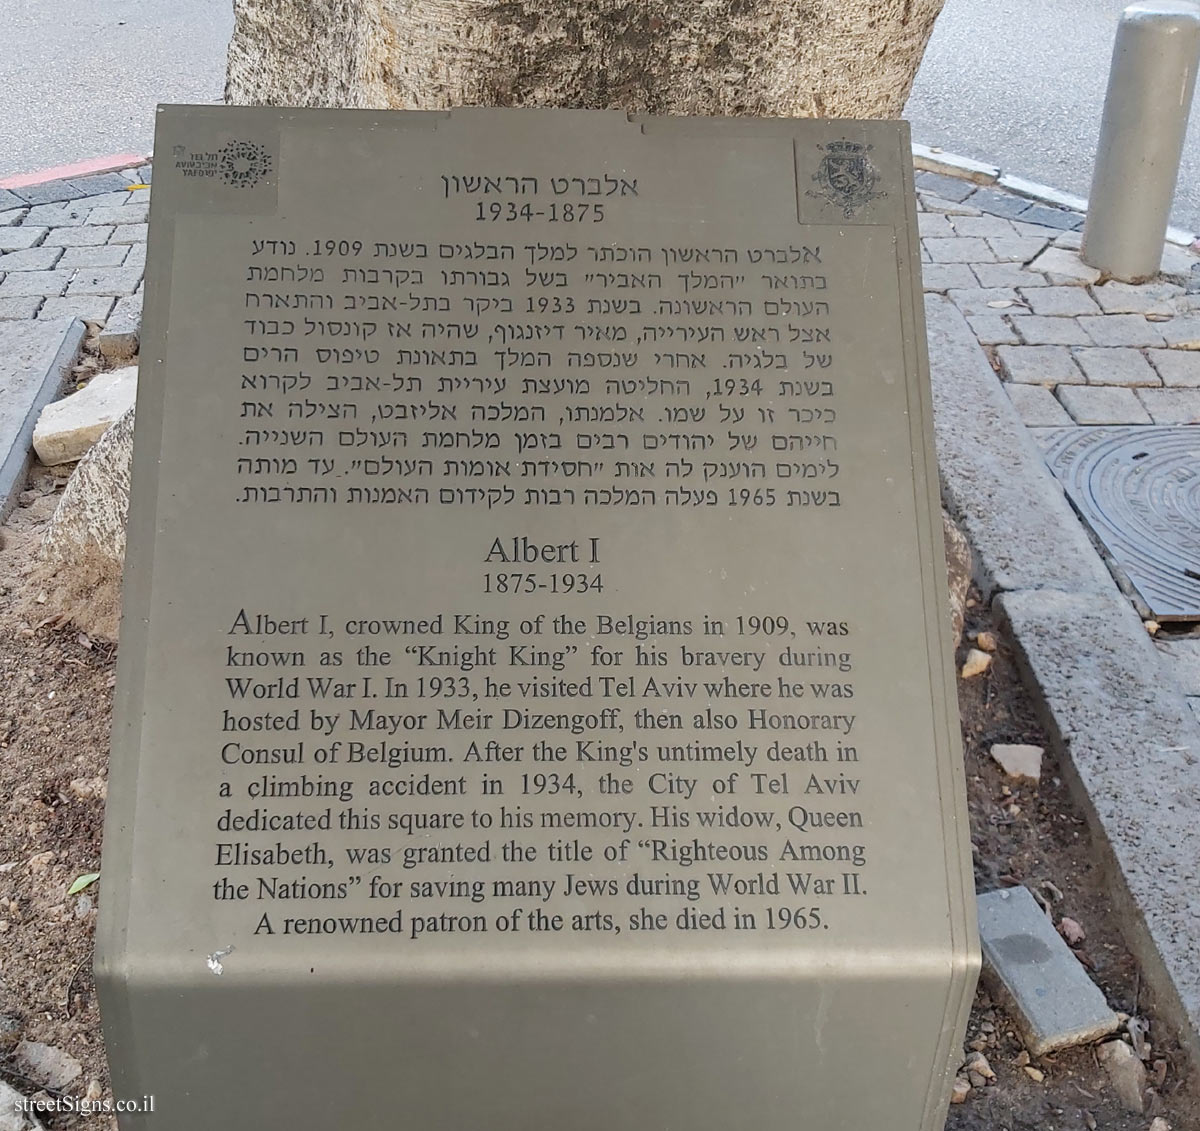 תל אביב יפו
TEL AVIV YAFO
אלברט הראשון
1934-1875
אלברט הראשון הוכתר למלך הבלגים בשנת 1909. נודע
בתואר "המלך האביר" בשל גבורתו בקרבות מלחמת
העולם הראשונה. בשנת 1933 ביקר בתל-אביב והתארח
אצל ראש העירייה, מאיר דיזנגוף, שהיה אז קונסול כבוד
של בלגיה. אחרי שנספה המלך בתאונת טיפוס הרים
בשנת 1934, החליטה מועצת עיריית תל-אביב לקרוא
כיכר זו על שמו. אלמנתו, המלכה אליזבט, הצילה את
חייהם של יהודים רבים בזמן מלחמת העולם השנייה.
לימים הוענק לה אות "חסידת אומות העולם". עד מותה
בשנת 1965 פעלה המלכה רבות לקידום האמנות והתרבות.
Albert I
1875-1934
Albert I, crowned King of the Belgians in 1909, was
known as the “Knight King” for his bravery during
World War I. In 1933, he visited Tel Aviv where he was
hosted by Mayor Meir Dizengoff, then also Honorary
Consul of Belgium. After the King's untimely death in
a climbing accident in 1934, the City of Tel Aviv
dedicated this square to his memory. His widow, Queen
Elisabeth, was granted the title of “Righteous Among
the Nations” for saving many Jews during World War II.
A renowned patron of the arts, she died in 1965.
streetSigns.co.il